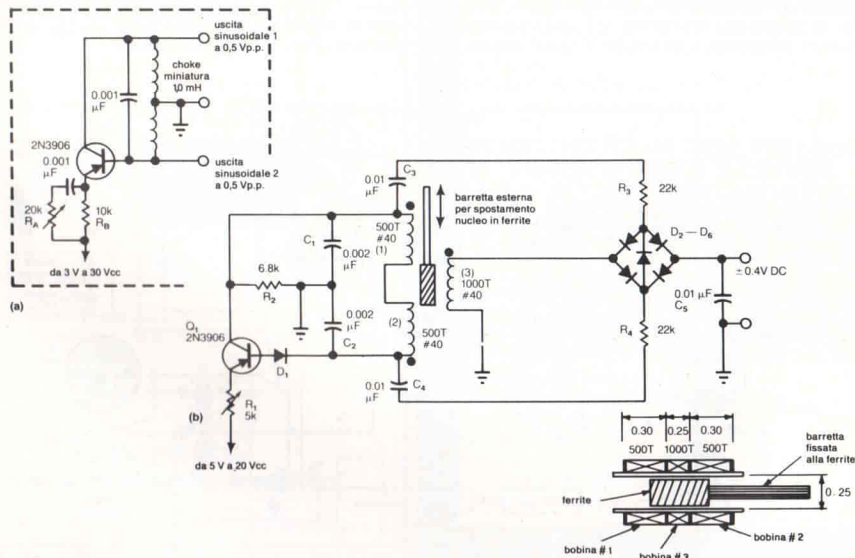 (a)
uscita
sinusoidale 1
a 0,5 Vp.p.
choke
miniatura
1,0 mH
0.001
µF
2N3906
0.001
µF
uscita
sinusoidale 2
a 0,5 Vp.p.
20k
RA
10k
RB
da 3 V a 30 Vcc
C3
0.01
µF
barretta esterna
per spostamento
nucleo in ferrite
R3
22k
500T
#40
(1)
C1
0.002
µF
6.8k
R2
D2 — D6
(3)
1000T
#40
± 0.4V DC
0.01 µF
C5
0.002
µF
C2
(2)
500T
#40
Q1
2N3906
D1
R4
22k
0.01
µF
C4
R1
5k
(b)
da 5 V a 20 Vcc
0.30 0.25 0.30
500T 1000T 500T
barretta
fissata
alla ferrite
0.25
ferrite
bobina #1
bobina #3
bobina #2